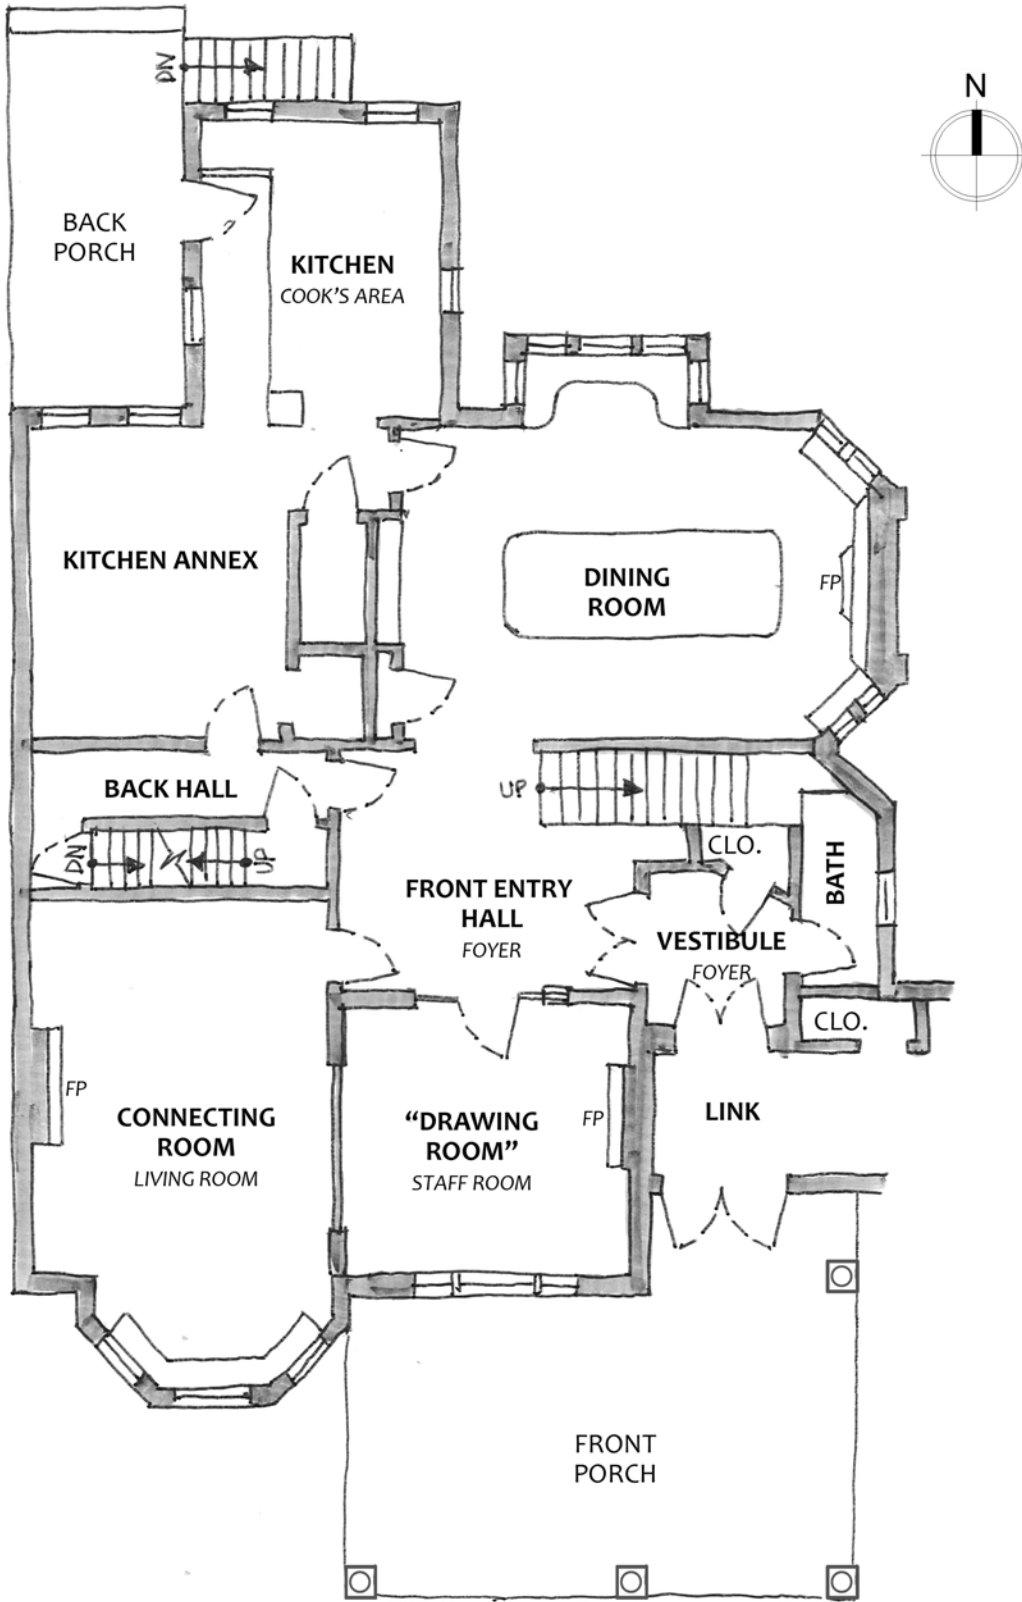 DN
N
BACK
PORCH
KITCHEN
COOK'S AREA
KITCHEN ANNEX
DINING
ROOM
FP
BACK HALL
UP
DN
UP
CLO.
BATH
FRONT ENTRY
HALL
FOYER
VESTIBULE
FOYER
CLO.
FP
CONNECTING
ROOM
LIVING ROOM
“DRAWING
ROOM”
STAFF ROOM
FP
LINK
FRONT
PORCH